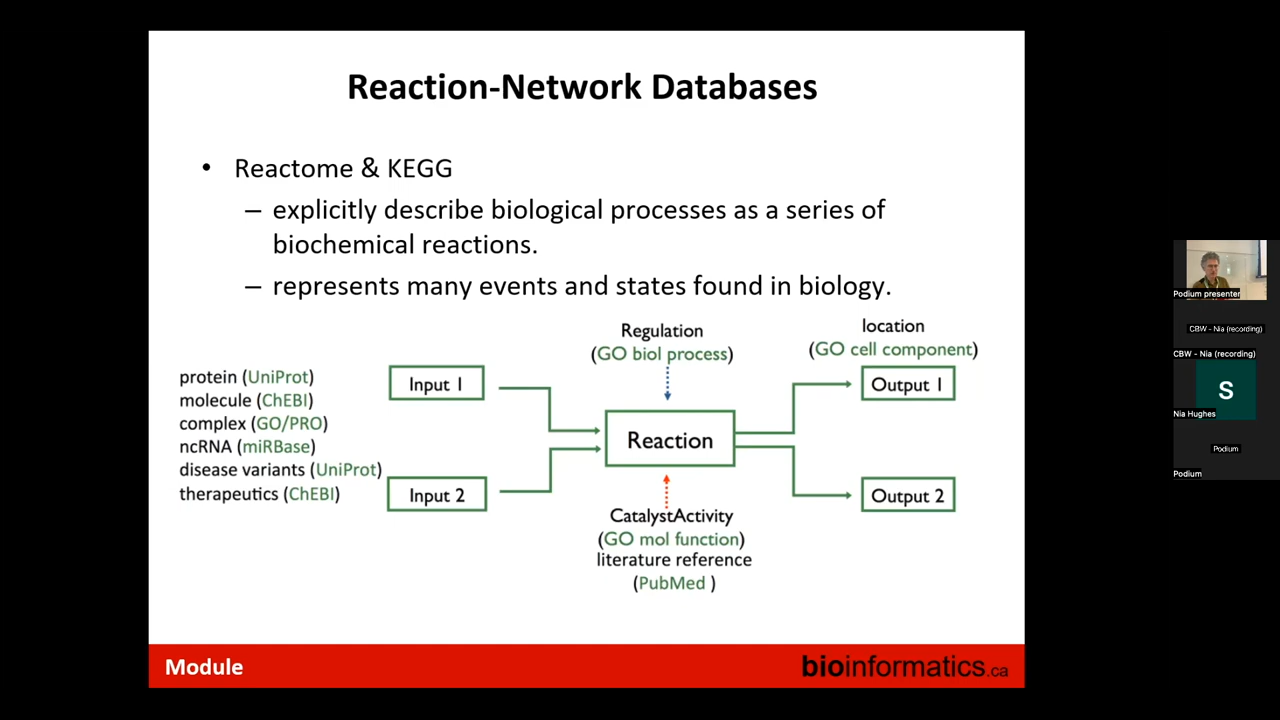 Reaction-Network Databases
• Reactome & KEGG
– explicitly describe biological processes as a series of
biochemical reactions.
– represents many events and states found in biology.
protein (UniProt)
molecule (ChEBI)
complex (GO/PRO)
ncRNA (miRBase)
disease variants (UniProt)
therapeutics (ChEBI)
Input 1
Input 2
Regulation
(GO biol process)
Reaction
CatalystActivity
(GO mol function)
literature reference
(PubMed )
location
(GO cell component)
Output 1
Output 2
Module
bioinformatics.ca
Podium presenter
CBW - Nia (recording)
CBW - Nia (recording)
S
Nia Hughes
Podium
Podium